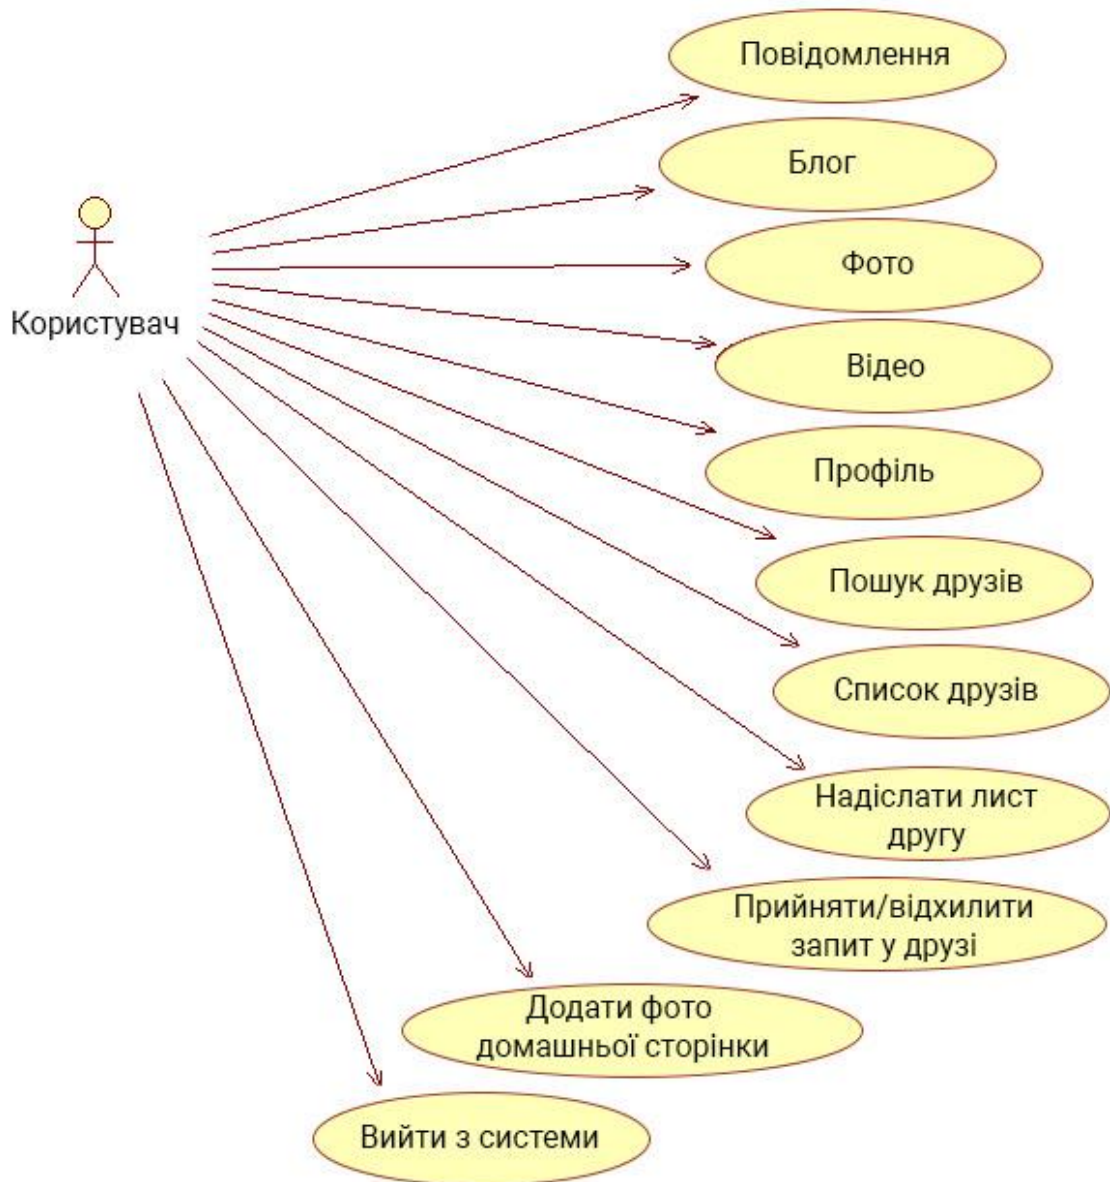 Повідомлення
Блог
Фото
Користувач
Відео
Профіль
Пошук друзів
Список друзів
Надіслати лист
другу
Прийняти/відхилити
запит у друзі
Додати фото
домашньої сторінки
Вийти з системи